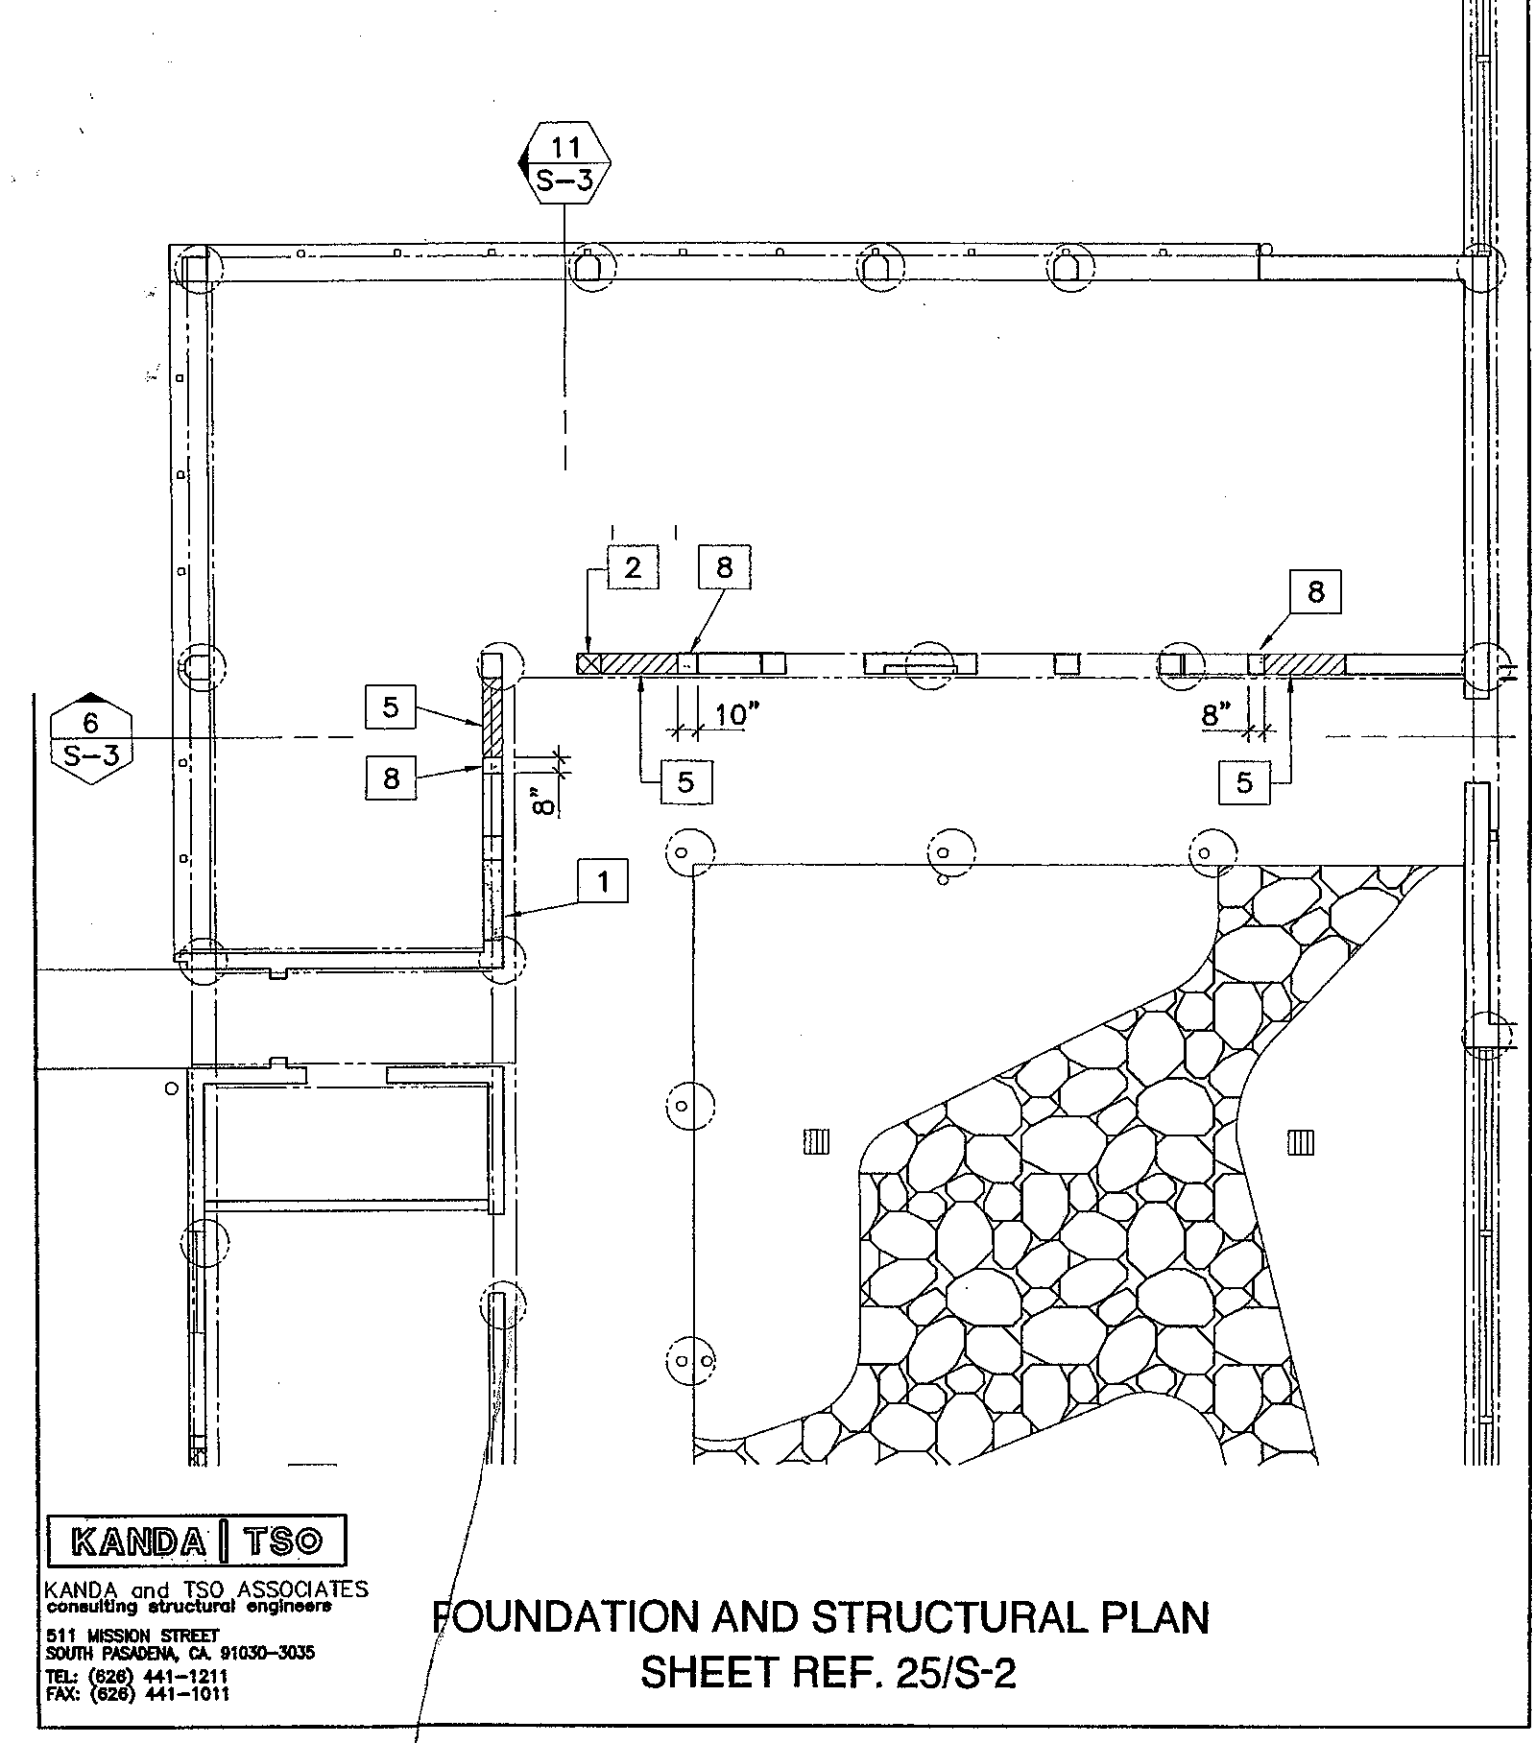 11
S-3
2
8
8
5
6
S-3
10"
8"
8
5
5
8"
1
KANDA | TSO
KANDA and TSO ASSOCIATES
consulting structural engineers
511 MISSION STREET
SOUTH PASADENA, CA. 91030-3035
TEL: (626) 441-1211
FAX: (626) 441-1011
FOUNDATION AND STRUCTURAL PLAN
SHEET REF. 25/S-2